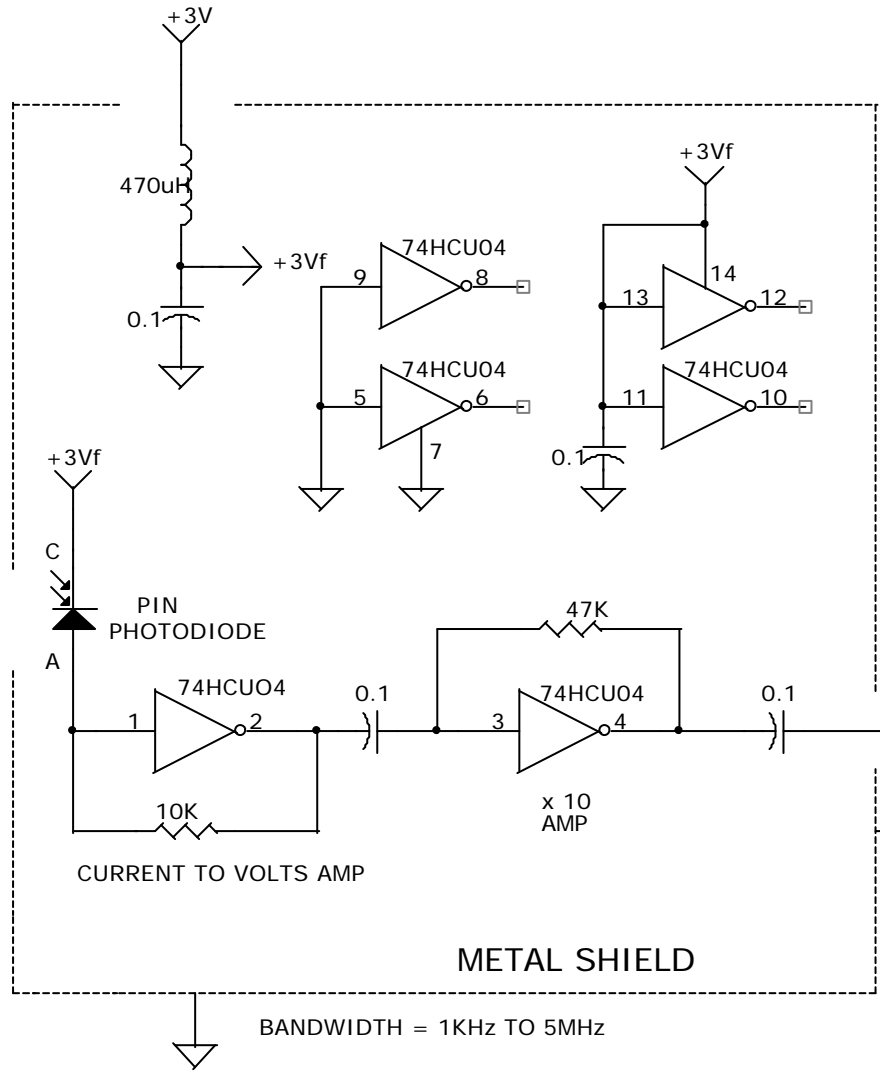 +3V
470uH
+3Vf
0.1
74HCU04
9
8
74HCU04
5
6
7
+3Vf
14
13
12
74HCU04
11
10
0.1
+3Vf
C
PIN
PHOTODIODE
A
74HCUO4
1
2
10K
CURRENT TO VOLTS AMP
0.1
47K
74HCU04
3
4
x 10
AMP
0.1
METAL SHIELD
BANDWIDTH = 1KHz TO 5MHz